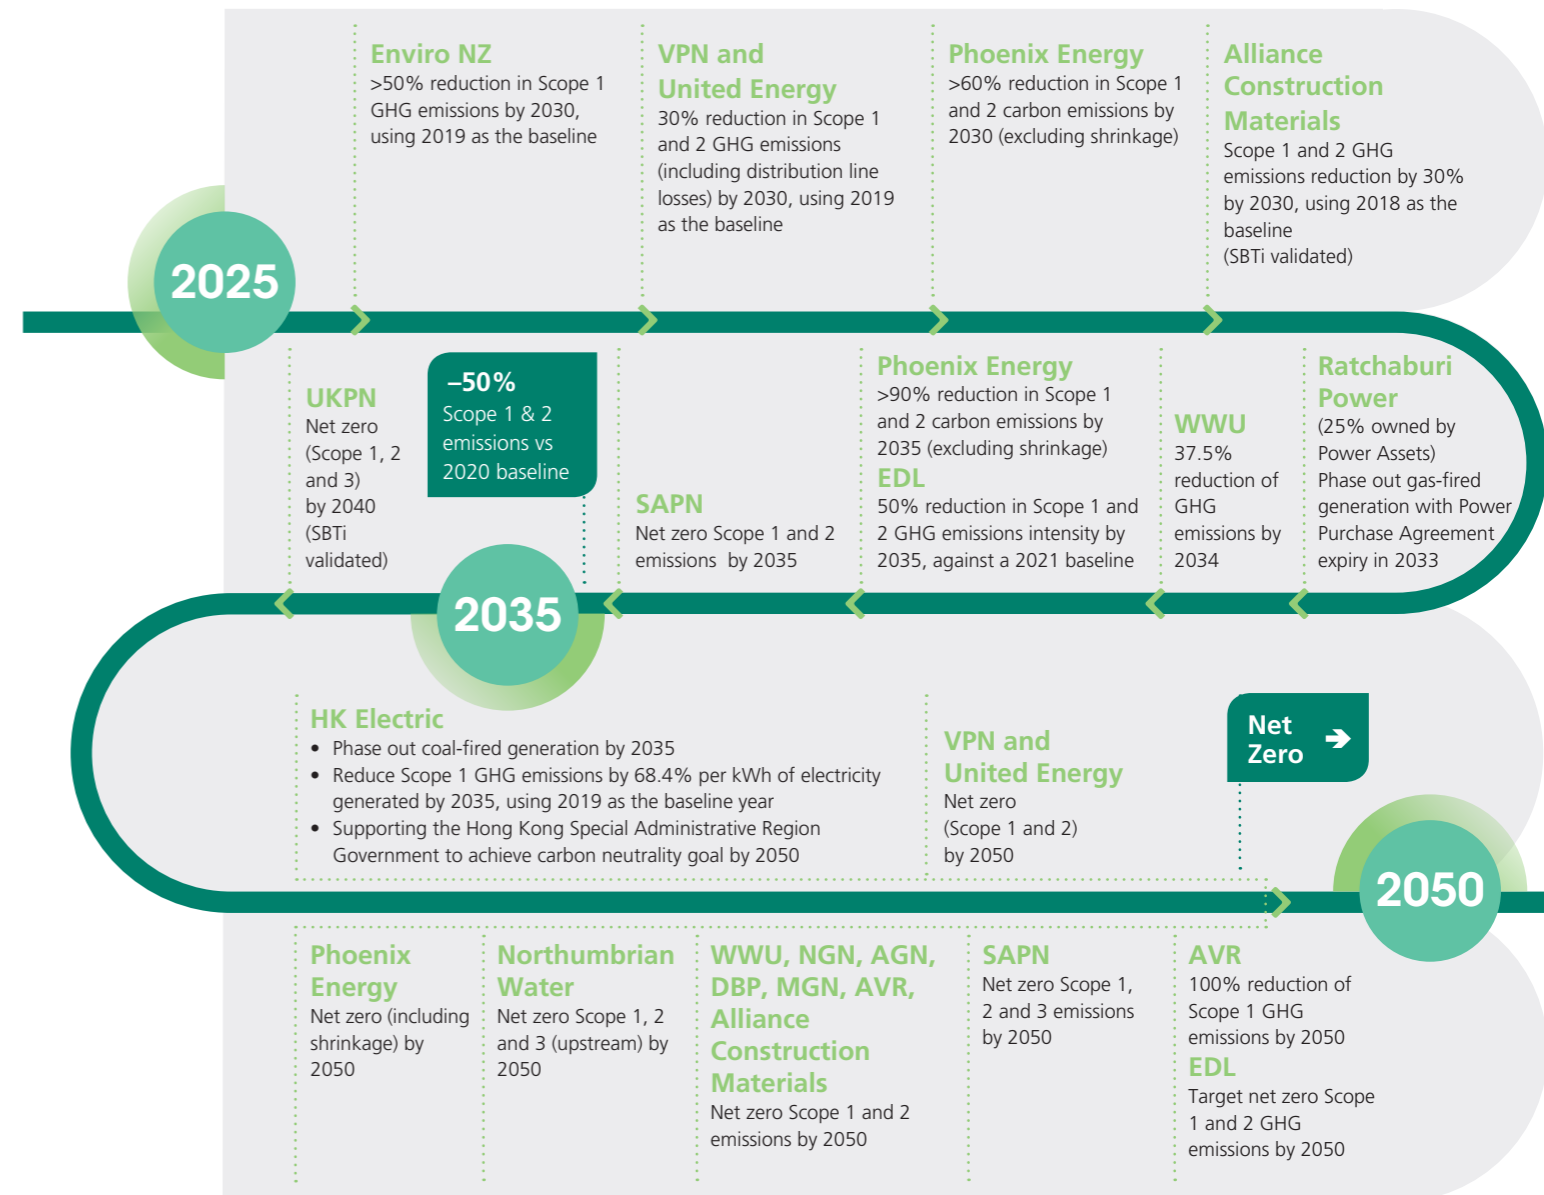 2025
Enviro NZ
>50% reduction in Scope 1
GHG emissions by 2030,
using 2019 as the baseline
VPN and
United Energy
30% reduction in Scope 1
and 2 GHG emissions
(including distribution line
losses) by 2030, using 2019
as the baseline
Phoenix Energy
>60% reduction in Scope 1
and 2 carbon emissions by
2030 (excluding shrinkage)
Alliance
Construction
Materials
Scope 1 and 2 GHG
emissions reduction by 30%
by 2030, using 2018 as the
baseline
(SBTi validated)
Ratchaburi
Power
(25% owned by
Power Assets)
Phase out gas-fired
generation with Power
Purchase Agreement
expiry in 2033
WWU
37.5%
reduction of
GHG
emissions by
2034
Phoenix Energy
>90% reduction in Scope 1
and 2 carbon emissions by
2035 (excluding shrinkage)
EDL
50% reduction in Scope 1 and
2 GHG emissions intensity by
2035, against a 2021 baseline
SAPN
Net zero Scope 1 and 2
emissions by 2035
–50%
Scope 1 & 2
emissions vs
2020 baseline
2035
UKPN
Net zero
(Scope 1, 2
and 3)
by 2040
(SBTi
validated)
HK Electric
• Phase out coal-fired generation by 2035
• Reduce Scope 1 GHG emissions by 68.4% per kWh of electricity
generated by 2035, using 2019 as the baseline year
• Supporting the Hong Kong Special Administrative Region
Government to achieve carbon neutrality goal by 2050
VPN and
United Energy
Net zero
(Scope 1 and 2)
by 2050
Net
Zero
2050
Phoenix
Energy
Net zero (including
shrinkage) by
2050
Northumbrian
Water
Net zero Scope 1, 2
and 3 (upstream) by
2050
WWU, NGN, AGN,
DBP, MGN, AVR,
Alliance
Construction
Materials
Net zero Scope 1 and 2
emissions by 2050
SAPN
Net zero Scope 1,
2 and 3 emissions
by 2050
AVR
100% reduction of
Scope 1 GHG
emissions by 2050
EDL
Target net zero Scope
1 and 2 GHG
emissions by 2050